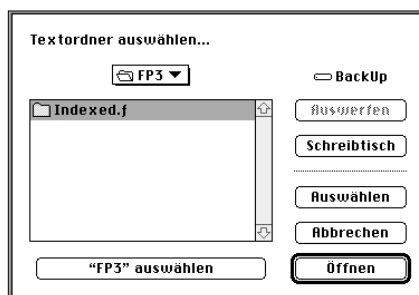 Textordner auswählen...
FP3
BackUp
Indexed.ƒ
Auswerfen
Schreibtisch
Auswählen
Abbrechen
“FP3” auswählen
Öffnen